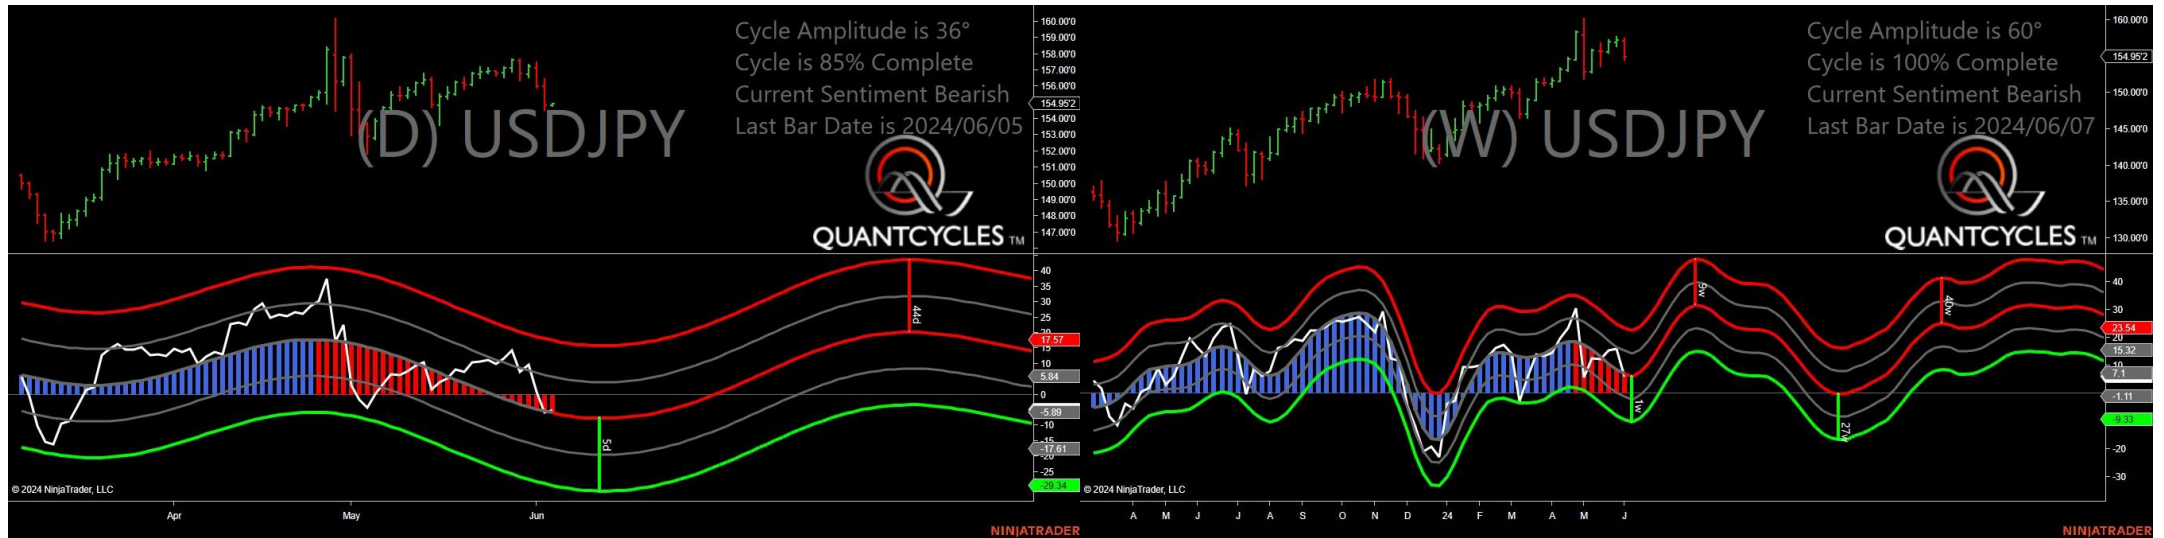 Cycle Amplitude is 36°
Cycle is 85% Complete
Current Sentiment Bearish
Last Bar Date is 2024/06/05
(D) USDJPY
QUANTCYCLES TM
160.00'0
159.00'0
158.00'0
157.00'0
156.00'0
154.95'2
154.00'0
153.00'0
152.00'0
151.00'0
150.00'0
149.00'0
148.00'0
147.00'0
40
35
30
25
17.57
15
10
5.84
0
-5.89
-10
-15
-17.61
-25
-29.34
44d
5d
© 2024 NinjaTrader, LLC
Apr
May
Jun
NINJATRADER
Cycle Amplitude is 60°
Cycle is 100% Complete
Current Sentiment Bearish
Last Bar Date is 2024/06/07
(W) USDJPY
QUANTCYCLES TM
160.00'0
154.95'2
150.00'0
145.00'0
140.00'0
135.00'0
130.00'0
40
30
23.54
20
15.32
10
7.1
-1.11
-9.33
-20
-30
9w
40w
1w
27w
© 2024 NinjaTrader, LLC
A M J J A S O N D 24 F M A M J
NINJATRADER